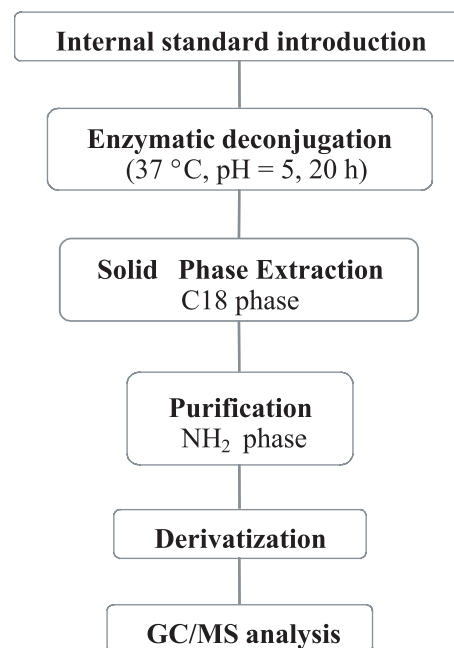 Internal standard introduction
Enzymatic deconjugation
(37 °C, pH = 5, 20 h)
Solid Phase Extraction
C18 phase
Purification
NH₂ phase
Derivatization
GC/MS analysis